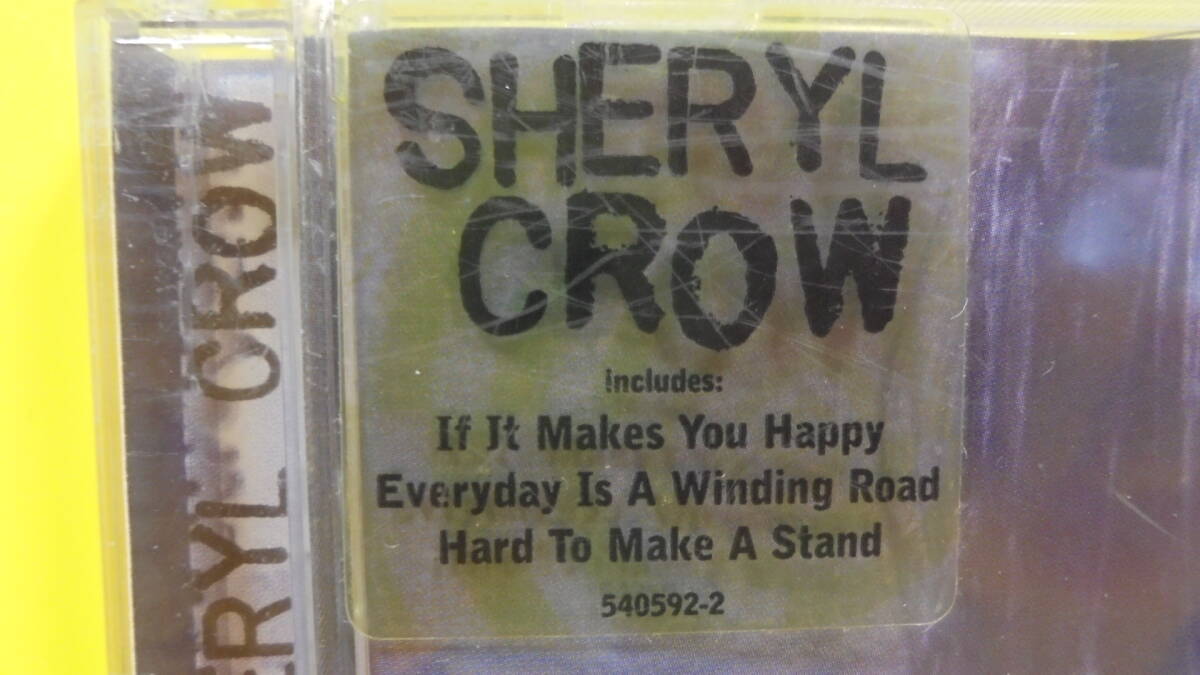 SHERYL
CROW
includes:
If It Makes You Happy
Everyday Is A Winding Road
Hard To Make A Stand
540592-2
ERYL CROW